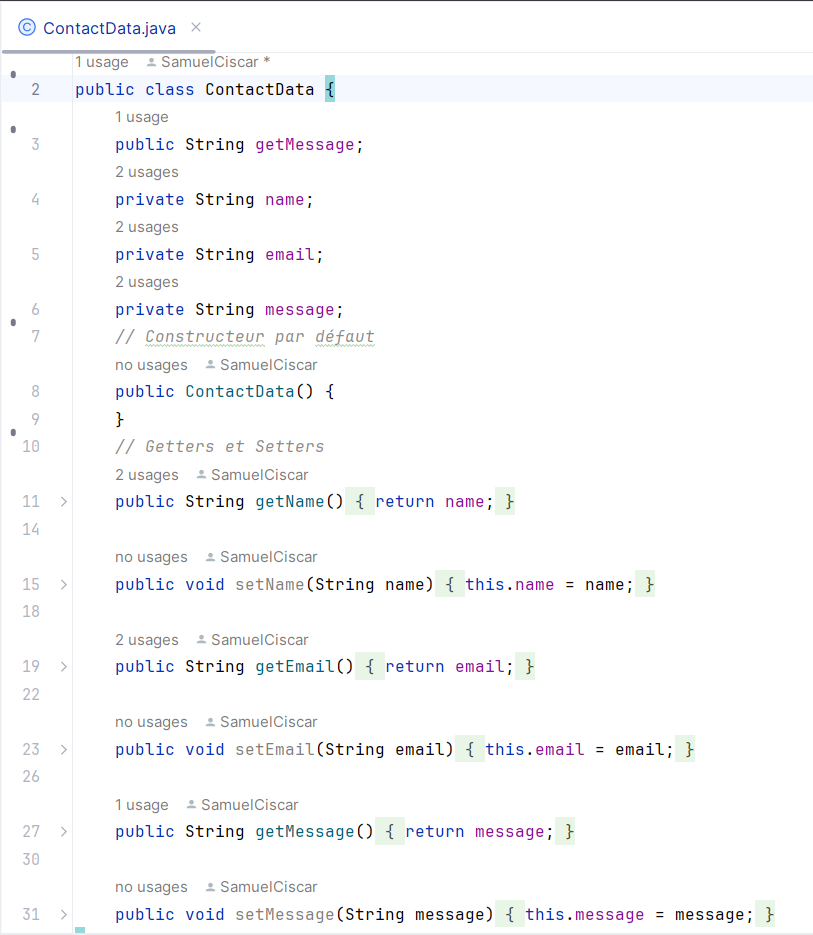 ContactData.java
1 usage SamuelCiscar *
2 public class ContactData {
1 usage
3 public String getMessage;
2 usages
4 private String name;
2 usages
5 private String email;
2 usages
6 private String message;
7 // Constructeur par défaut
no usages SamuelCiscar
8 public ContactData() {
9 }
10 // Getters et Setters
2 usages SamuelCiscar
11 public String getName() { return name; }
14
no usages SamuelCiscar
15 public void setName(String name) { this.name = name; }
18
2 usages SamuelCiscar
19 public String getEmail() { return email; }
22
no usages SamuelCiscar
23 public void setEmail(String email) { this.email = email; }
26
1 usage SamuelCiscar
27 public String getMessage() { return message; }
30
no usages SamuelCiscar
31 public void setMessage(String message) { this.message = message; }